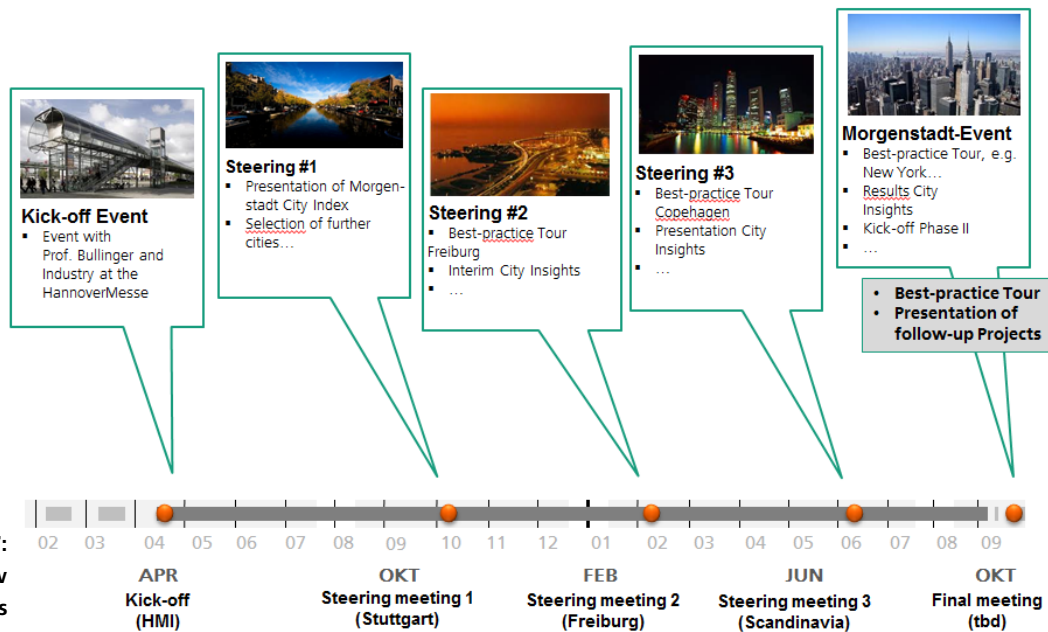 Kick-off Event
▪ Event with
Prof. Bullinger and
Industry at the
HannoverMesse
Steering #1
▪ Presentation of Morgen-
stadt City Index
▪ Selection of further
cities…
Steering #2
▪ Best-practice Tour
Freiburg
▪ Interim City Insights
▪ …
Steering #3
▪ Best-practice Tour
Copehagen
▪ Presentation City
Insights
▪ …
Morgenstadt-Event
▪ Best-practice Tour, e.g.
New York…
▪ Results City
Insights
▪ Kick-off Phase II
▪ …
• Best-practice Tour
• Presentation of
follow-up Projects
02 03 04 05 06 07 08 09 10 11 12 01 02 03 04 05 06 07 08 09
APR
Kick-off
(HMI)
OKT
Steering meeting 1
(Stuttgart)
FEB
Steering meeting 2
(Freiburg)
JUN
Steering meeting 3
(Scandinavia)
OKT
Final meeting
(tbd)